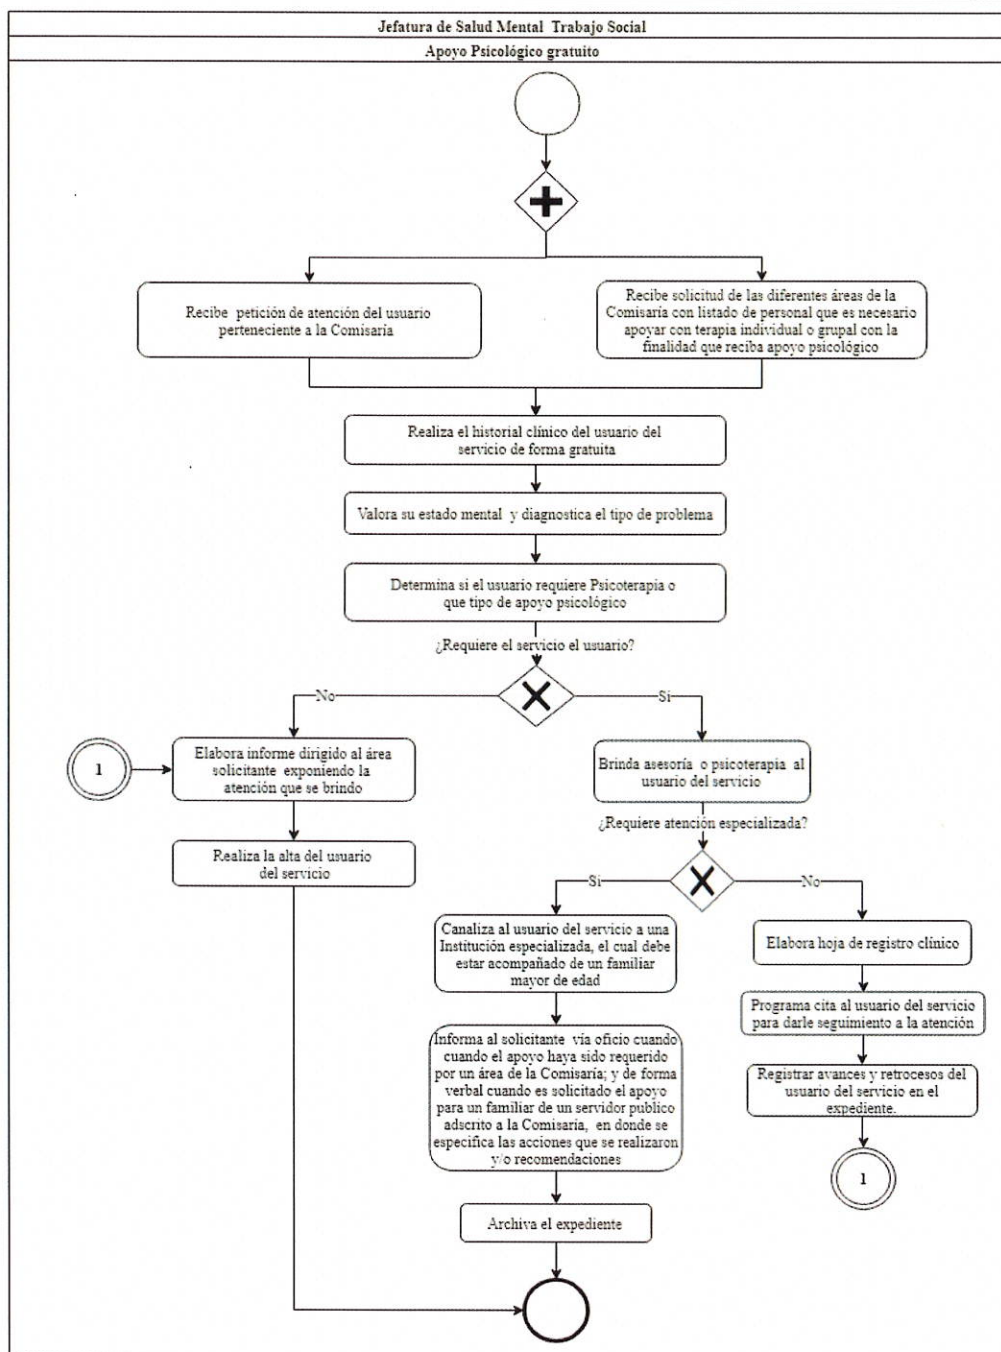 Jefatura de Salud Mental Trabajo Social
Apoyo Psicológico gratuito
Recibe petición de atención del usuario
perteneciente a la Comisaría
Recibe solicitud de las diferentes áreas de la
Comisaría con listado de personal que es necesario
apoyar con terapia individual o grupal con la
finalidad que reciba apoyo psicológico
Realiza el historial clínico del usuario del
servicio de forma gratuita
Valora su estado mental y diagnostica el tipo de problema
Determina si el usuario requiere Psicoterapia o
que tipo de apoyo psicológico
¿Requiere el servicio el usuario?
No
Si
1
Elabora informe dirigido al área
solicitante exponiendo la
atención que se brindo
Brinda asesoría o psicoterapia al
usuario del servicio
¿Requiere atención especializada?
Realiza la alta del usuario
del servicio
Si
No
Canaliza al usuario del servicio a una
Institución especializada, el cual debe
estar acompañado de un familiar
mayor de edad
Elabora hoja de registro clínico
Programa cita al usuario del servicio
para darle seguimiento a la atención
Informa al solicitante via oficio cuando
cuando el apoyo haya sido requerido
por un área de la Comisaría; y de forma
verbal cuando es solicitado el apoyo
para un familiar de un servidor publico
adscrito a la Comisaría, en donde se
especifica las acciones que se realizaron
y/o recomendaciones
Registrar avances y retrocesos del
usuario del servicio en el
expediente.
1
Archiva el expediente